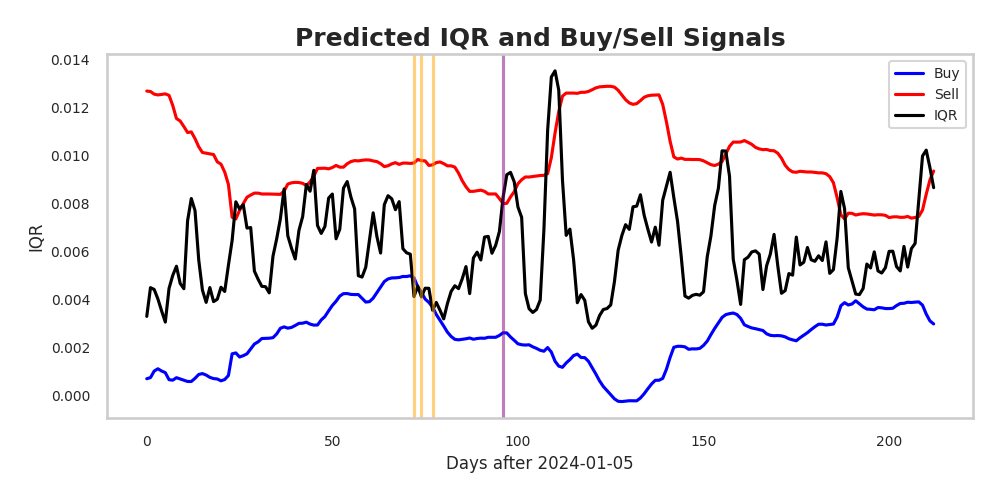 Predicted IQR and Buy/Sell Signals
0.014
0.012
0.010
0.008
0.006
0.004
0.002
0.000
IQR
Buy
Sell
IQR
0
50
100
150
200
Days after 2024-01-05